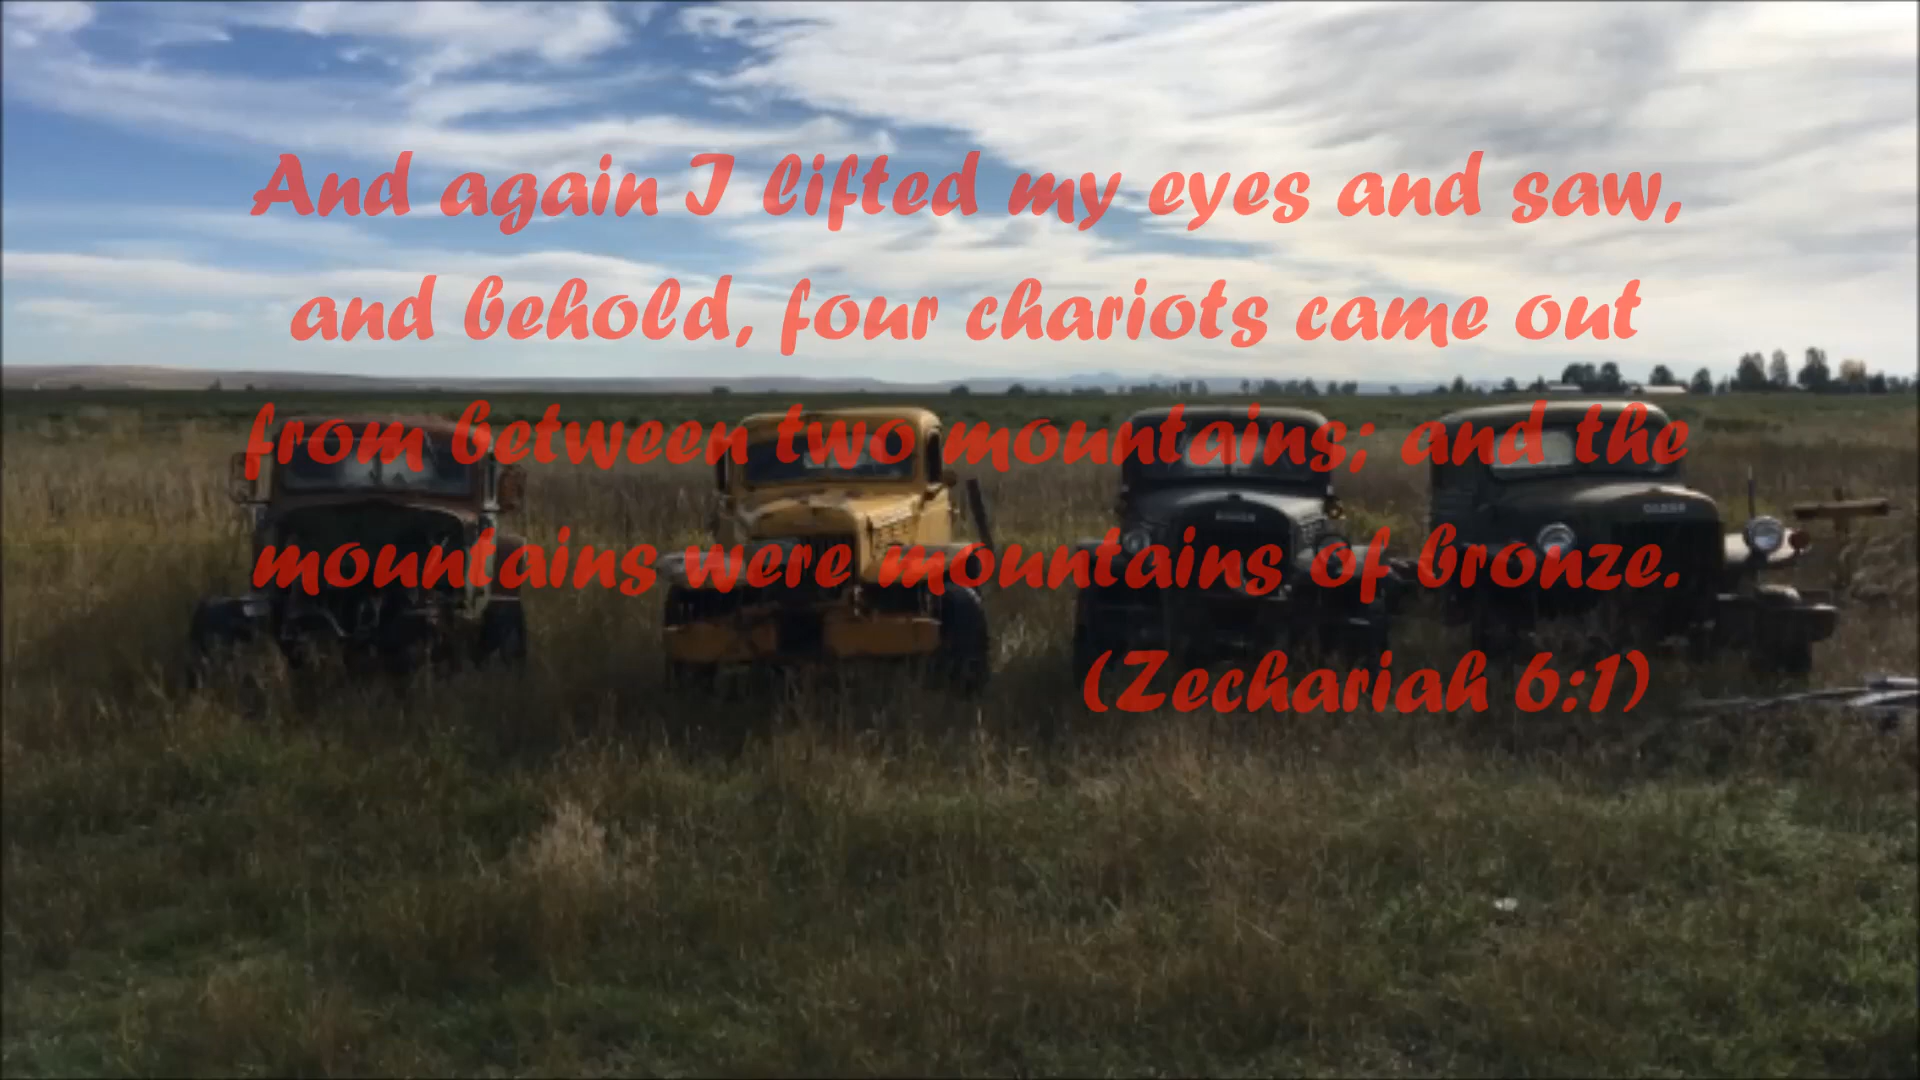 And again I lifted my eyes and saw,
and behold, four chariots came out
from between two mountains; and the
mountains were mountains of bronze.
(Zechariah 6:1)